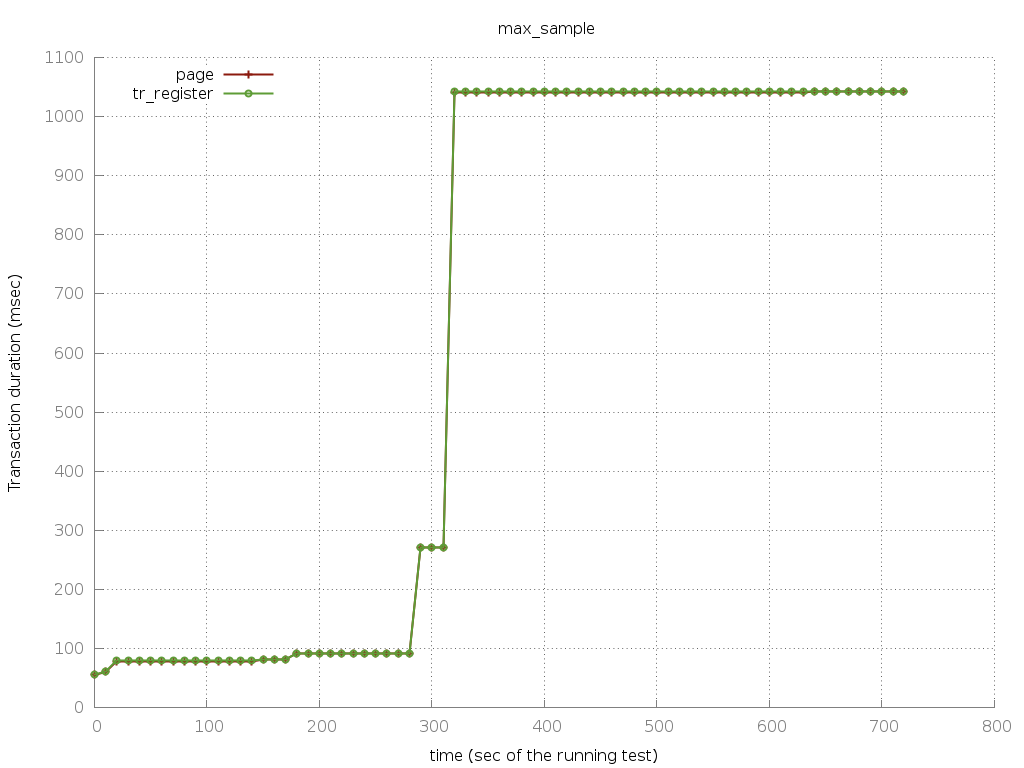 max_sample
page
tr_register
Transaction duration (msec)
1100
1000
900
800
700
600
500
400
300
200
100
0
0 100 200 300 400 500 600 700 800
time (sec of the running test)